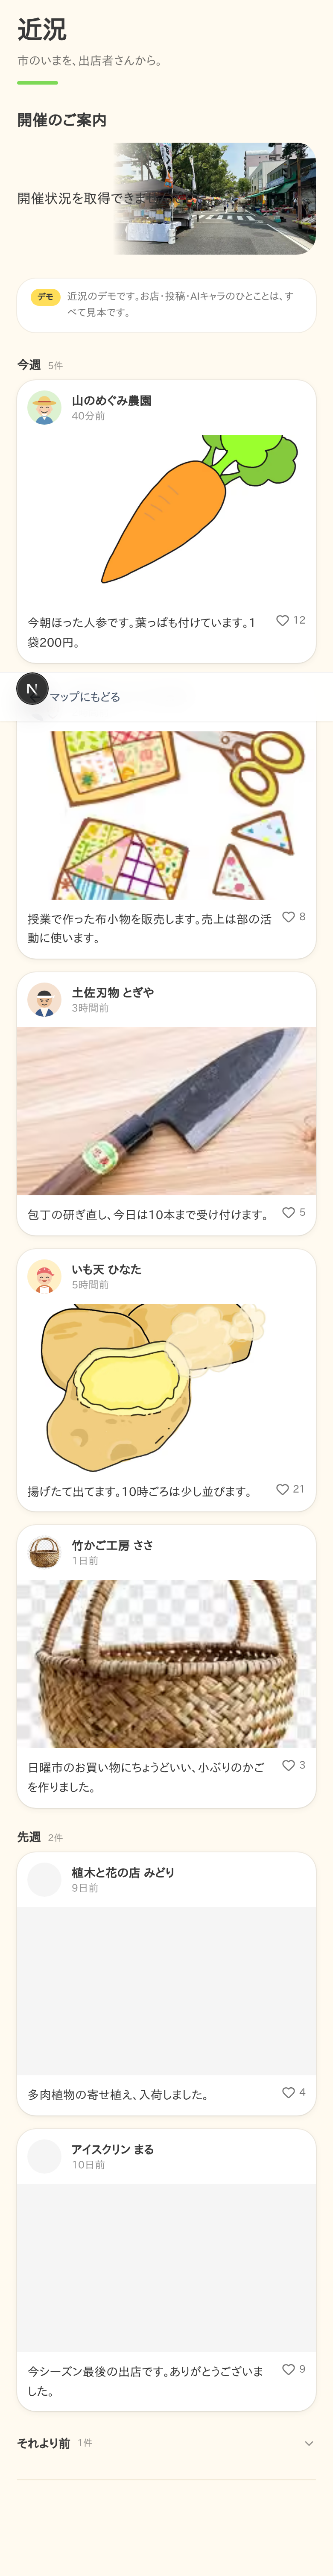 近況
市のいまを、出店者さんから。
開催のご案内
開催状況を取得できま
デモ
近況のデモです。お店・投稿・AIキャラのひとことは、す
べて見本です。
今週 5件
山のめぐみ農園
40分前
今朝ほった人参です。葉っぱも付けています。1
袋200円。
12
N
マップにもどる
授業で作った布小物を販売します。売上は部の活
動に使います。
8
土佐刃物 とぎや
3時間前
包丁の研ぎ直し、今日は10本まで受け付けます。
5
いも天 ひなた
5時間前
揚げたて出てます。10時ごろは少し並びます。
21
竹かご工房 ささ
1日前
日曜市のお買い物にちょうどいい、小ぶりのかご
を作りました。
3
先週 2件
植木と花の店 みどり
9日前
多肉植物の寄せ植え、入荷しました。
4
アイスクリン まる
10日前
今シーズン最後の出店です。ありがとうございま
した。
9
それより前 1件